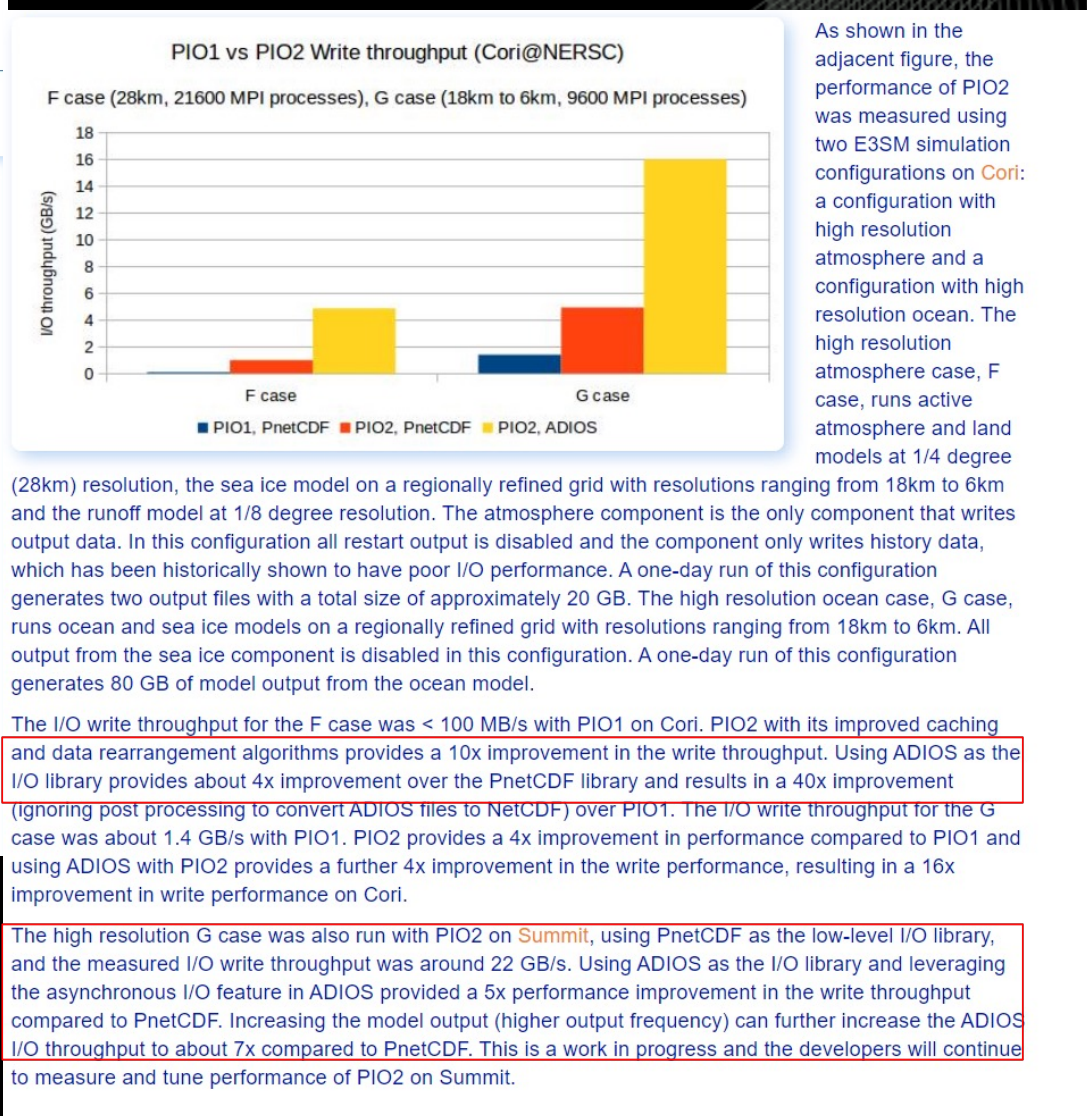 PIO1 vs PIO2 Write throughput (Cori@NERSC)
F case (28km, 21600 MPI processes), G case (18km to 6km, 9600 MPI processes)
I/O throughput (GB/s)
18
16
14
12
10
8
6
4
2
0
F case
G case
PIO1, PnetCDF
PIO2, PnetCDF
PIO2, ADIOS
As shown in the
adjacent figure, the
performance of PIO2
was measured using
two E3SM simulation
configurations on Cori:
a configuration with
high resolution
atmosphere and a
configuration with high
resolution ocean. The
high resolution
atmosphere case, F
case, runs active
atmosphere and land
models at 1/4 degree
(28km) resolution, the sea ice model on a regionally refined grid with resolutions ranging from 18km to 6km
and the runoff model at 1/8 degree resolution. The atmosphere component is the only component that writes
output data. In this configuration all restart output is disabled and the component only writes history data,
which has been historically shown to have poor I/O performance. A one-day run of this configuration
generates two output files with a total size of approximately 20 GB. The high resolution ocean case, G case,
runs ocean and sea ice models on a regionally refined grid with resolutions ranging from 18km to 6km. All
output from the sea ice component is disabled in this configuration. A one-day run of this configuration
generates 80 GB of model output from the ocean model.
The I/O write throughput for the F case was < 100 MB/s with PIO1 on Cori. PIO2 with its improved caching
and data rearrangement algorithms provides a 10x improvement in the write throughput. Using ADIOS as the
I/O library provides about 4x improvement over the PnetCDF library and results in a 40x improvement
(ignoring post processing to convert ADIOS files to NetCDF) over PIO1. The I/O write throughput for the G
case was about 1.4 GB/s with PIO1. PIO2 provides a 4x improvement in performance compared to PIO1 and
using ADIOS with PIO2 provides a further 4x improvement in the write performance, resulting in a 16x
improvement in write performance on Cori.
The high resolution G case was also run with PIO2 on Summit, using PnetCDF as the low-level I/O library,
and the measured I/O write throughput was around 22 GB/s. Using ADIOS as the I/O library and leveraging
the asynchronous I/O feature in ADIOS provided a 5x performance improvement in the write throughput
compared to PnetCDF. Increasing the model output (higher output frequency) can further increase the ADIOS
I/O throughput to about 7x compared to PnetCDF. This is a work in progress and the developers will continue
to measure and tune performance of PIO2 on Summit.